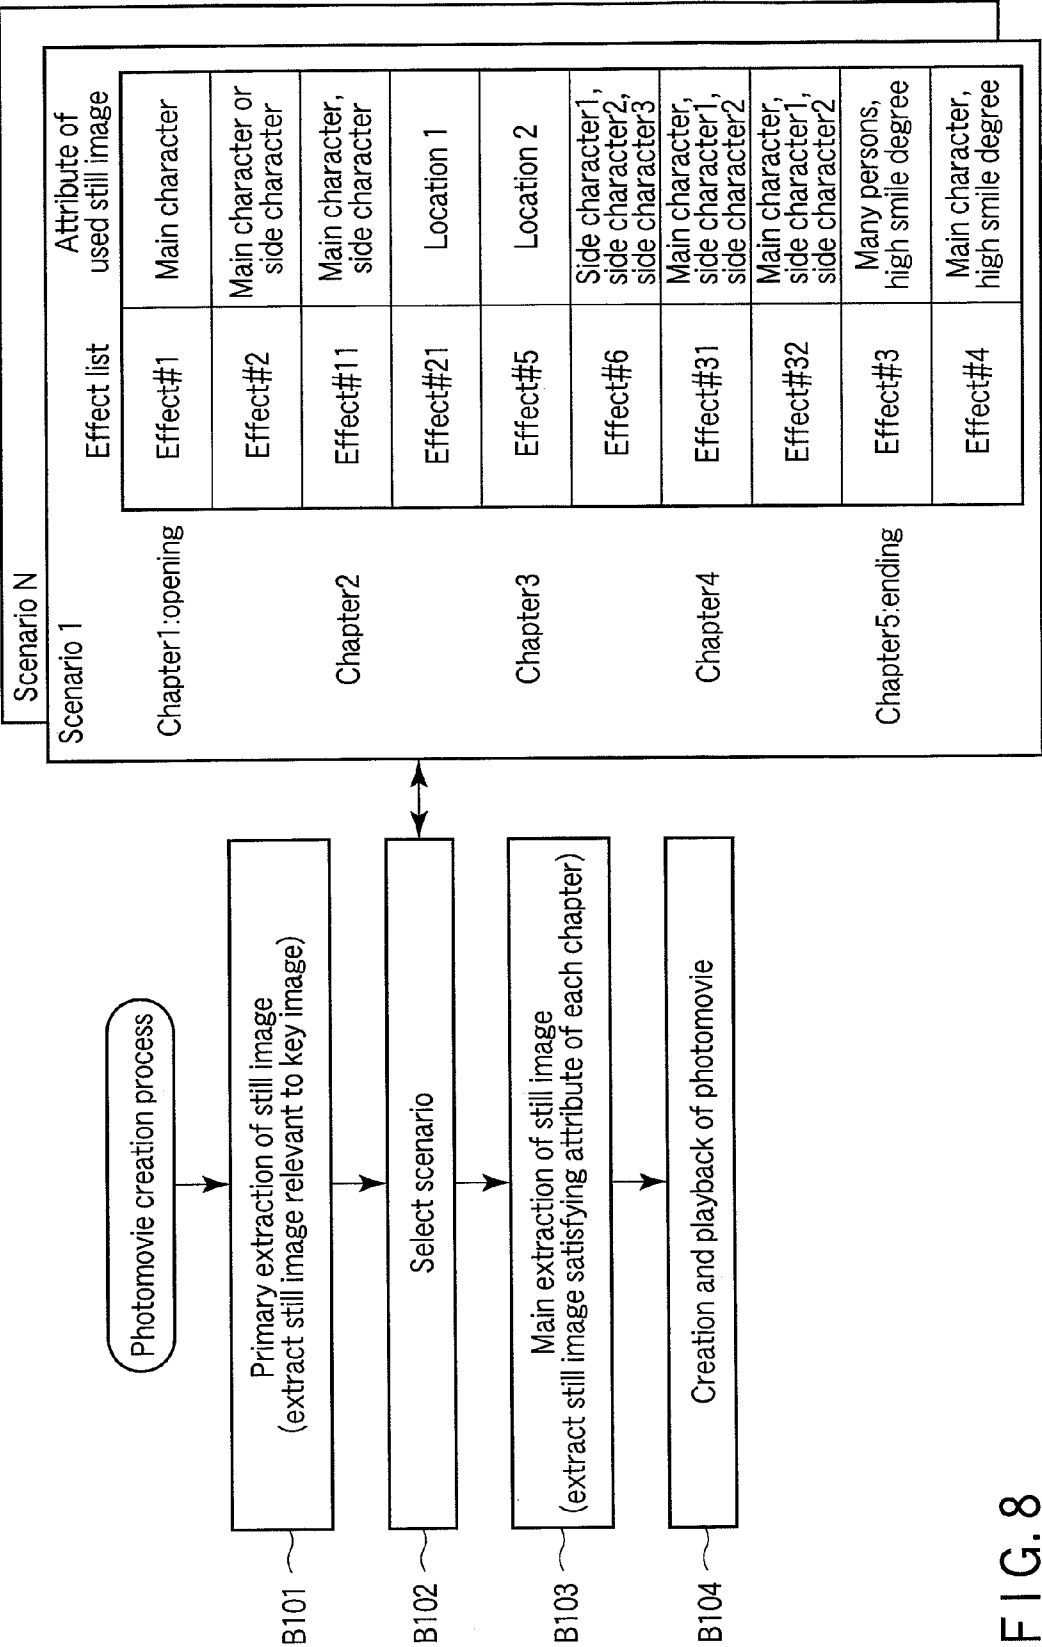 Photomovie creation process
B101
Primary extraction of still image
(extract still image relevant to key image)
B102
Select scenario
B103
Main extraction of still image
(extract still image satisfying attribute of each chapter)
B104
Creation and playback of photomovie
Scenario N
Scenario 1
Effect list
Attribute of
used still image
Chapter1:opening
Effect#1
Main character
Effect#2
Main character or
side character
Chapter2
Effect#11
Main character,
side character
Effect#21
Location 1
Chapter3
Effect#5
Location 2
Effect#6
Side character1,
side character2,
side character3
Chapter4
Effect#31
Main character,
side character1,
side character2
Effect#32
Main character,
side character1,
side character2
Chapter5:ending
Effect#3
Many persons,
high smile degree
Effect#4
Main character,
high smile degree
FIG. 8